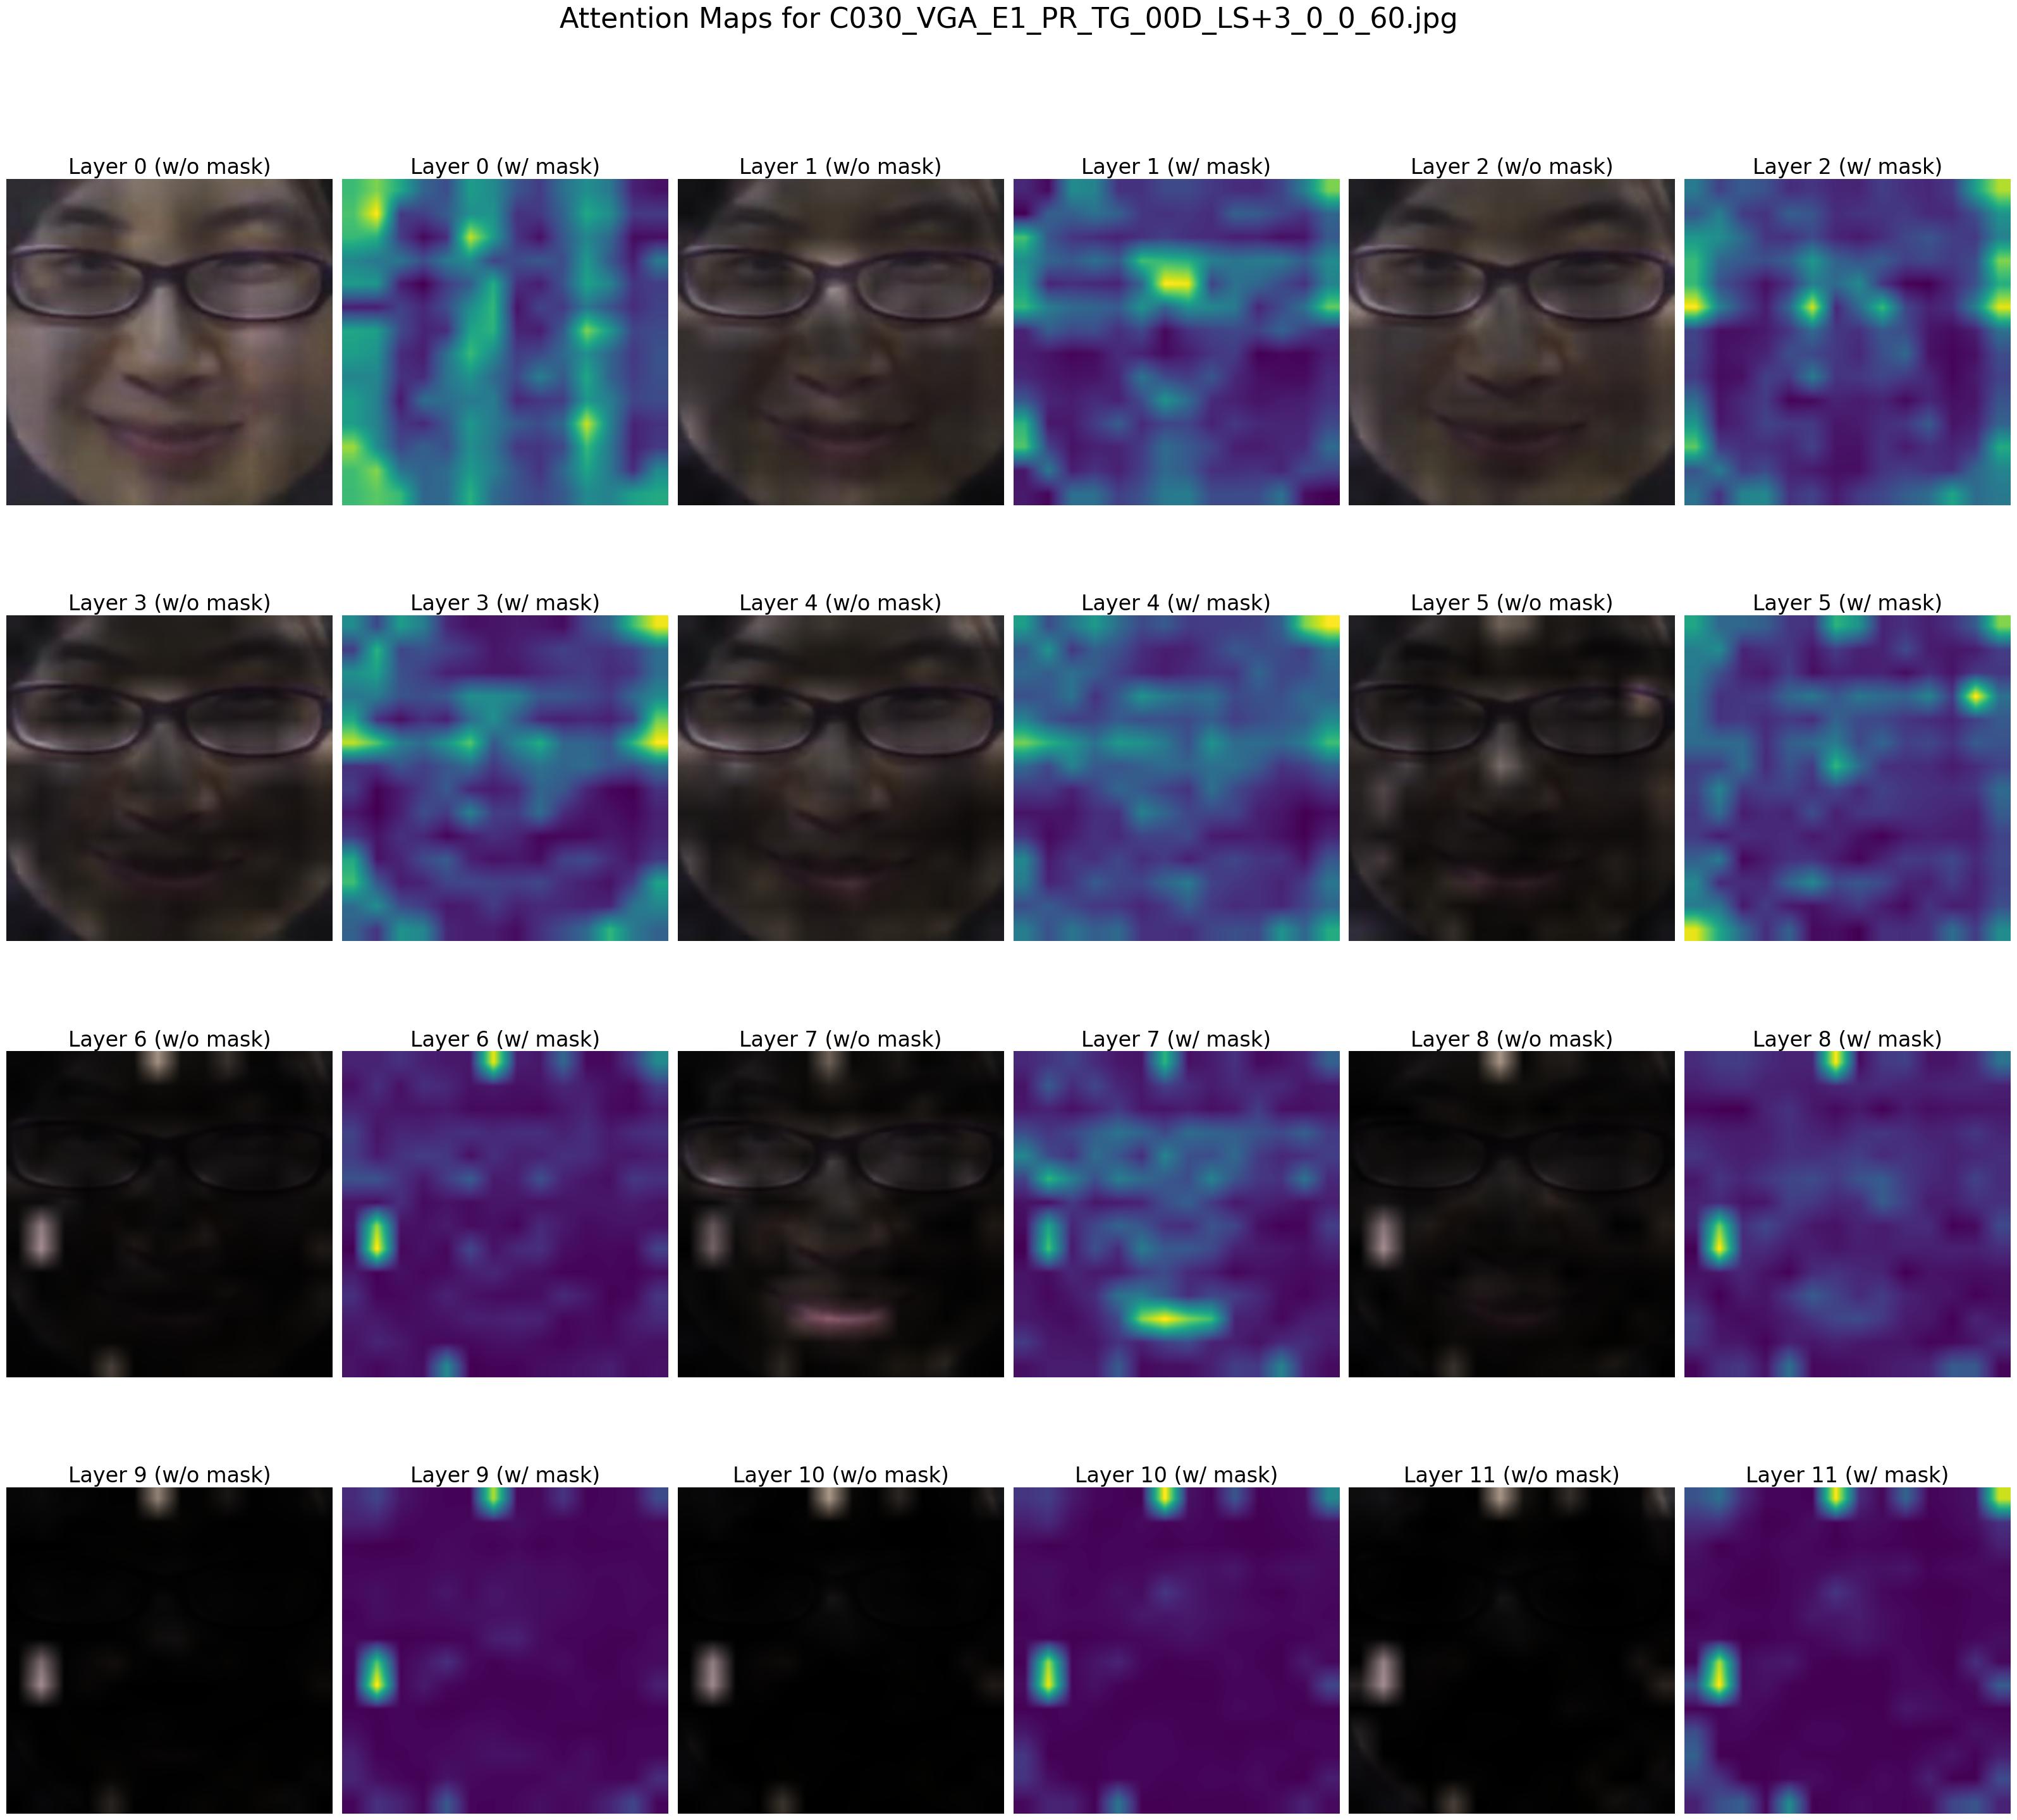 Attention Maps for C030_VGA_E1_PR_TG_00D_LS+3_0_0_60.jpg
Layer 0 (w/o mask) Layer 0 (w/ mask) Layer 1 (w/o mask) Layer 1 (w/ mask) Layer 2 (w/o mask) Layer 2 (w/ mask)
Layer 3 (w/o mask) Layer 3 (w/ mask) Layer 4 (w/o mask) Layer 4 (w/ mask) Layer 5 (w/o mask) Layer 5 (w/ mask)
Layer 6 (w/o mask) Layer 6 (w/ mask) Layer 7 (w/o mask) Layer 7 (w/ mask) Layer 8 (w/o mask) Layer 8 (w/ mask)
Layer 9 (w/o mask) Layer 9 (w/ mask) Layer 10 (w/o mask) Layer 10 (w/ mask) Layer 11 (w/o mask) Layer 11 (w/ mask)